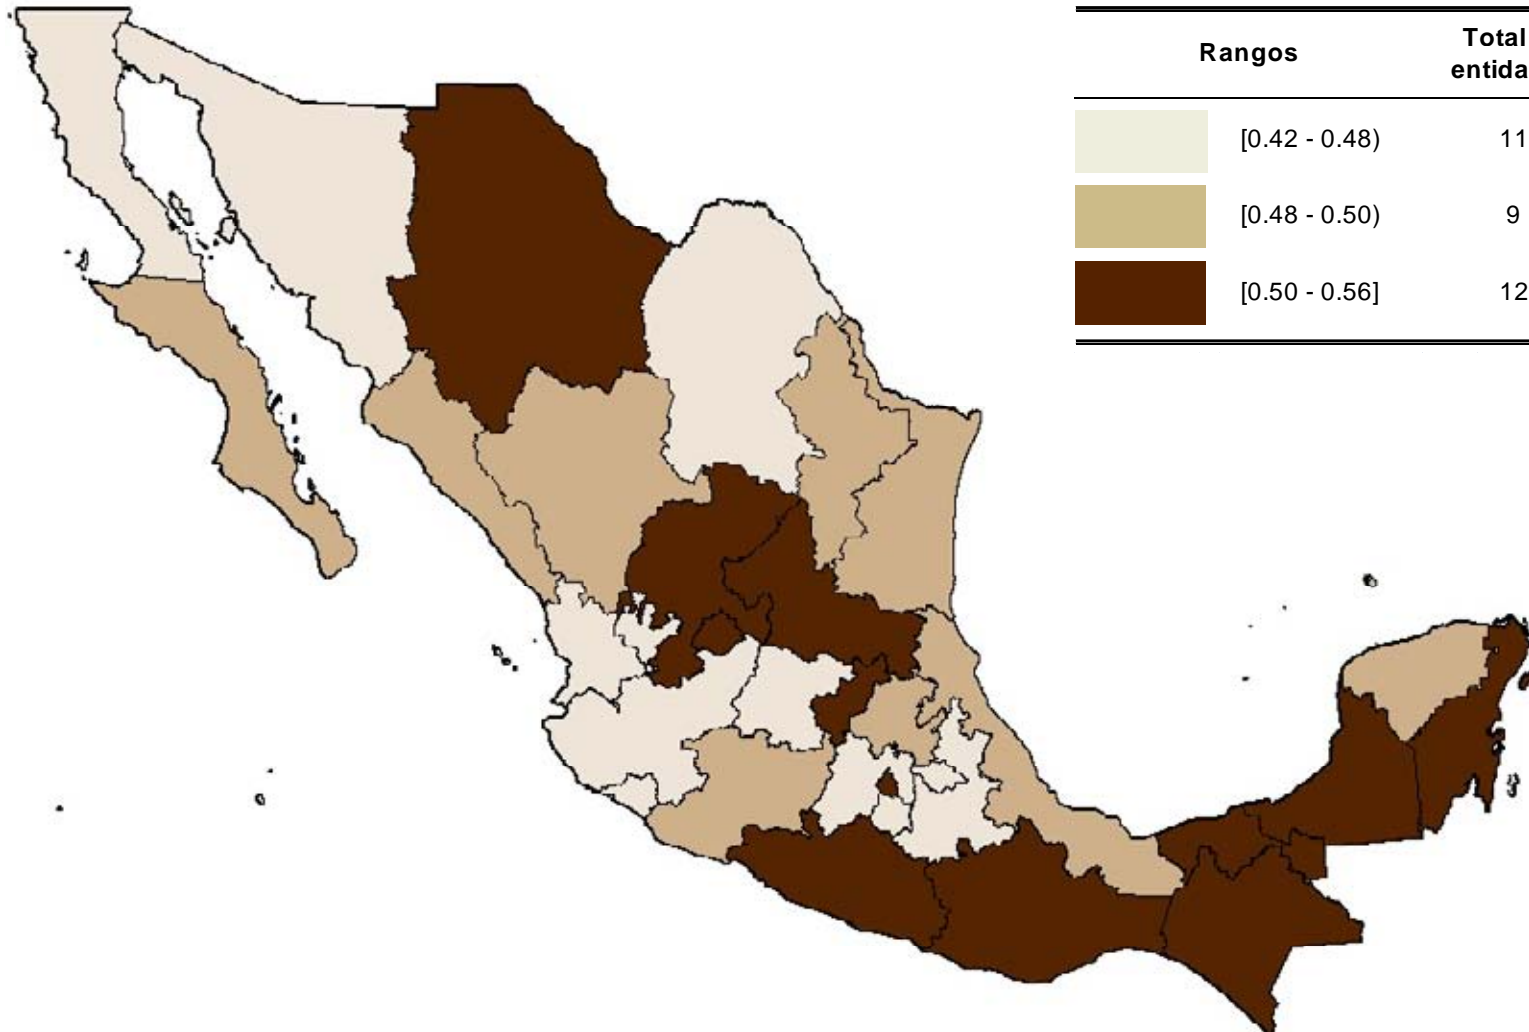 Rangos Total
entida
[0.42 - 0.48) 11
[0.48 - 0.50) 9
[0.50 - 0.56] 12